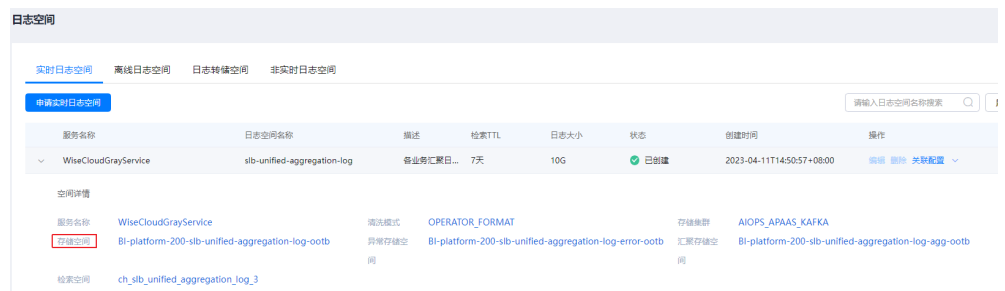 日志空间
实时日志空间 离线日志空间 日志转储空间 非实时日志空间
申请实时日志空间 请输入日志空间名称搜索
服务名称 日志空间名称 描述 检索TTL 日志大小 状态 创建时间 操作
WiseCloudGrayService slb-unified-aggregation-log 各业务汇聚日... 7天 10G 已创建 2023-04-11T14:50:57+08:00 编辑 删除 关联配置
空间详情
服务名称 WiseCloudGrayService 清洗模式 OPERATOR_FORMAT 存储集群 AIOPS_APAAS_KAFKA
存储空间 BI-platform-200-slb-unified-aggregation-log-ootb 异常存储空间 BI-platform-200-slb-unified-aggregation-log-error-ootb 汇聚存储空间 BI-platform-200-slb-unified-aggregation-log-agg-ootb
检索空间 ch_slb_unified_aggregation_log_3